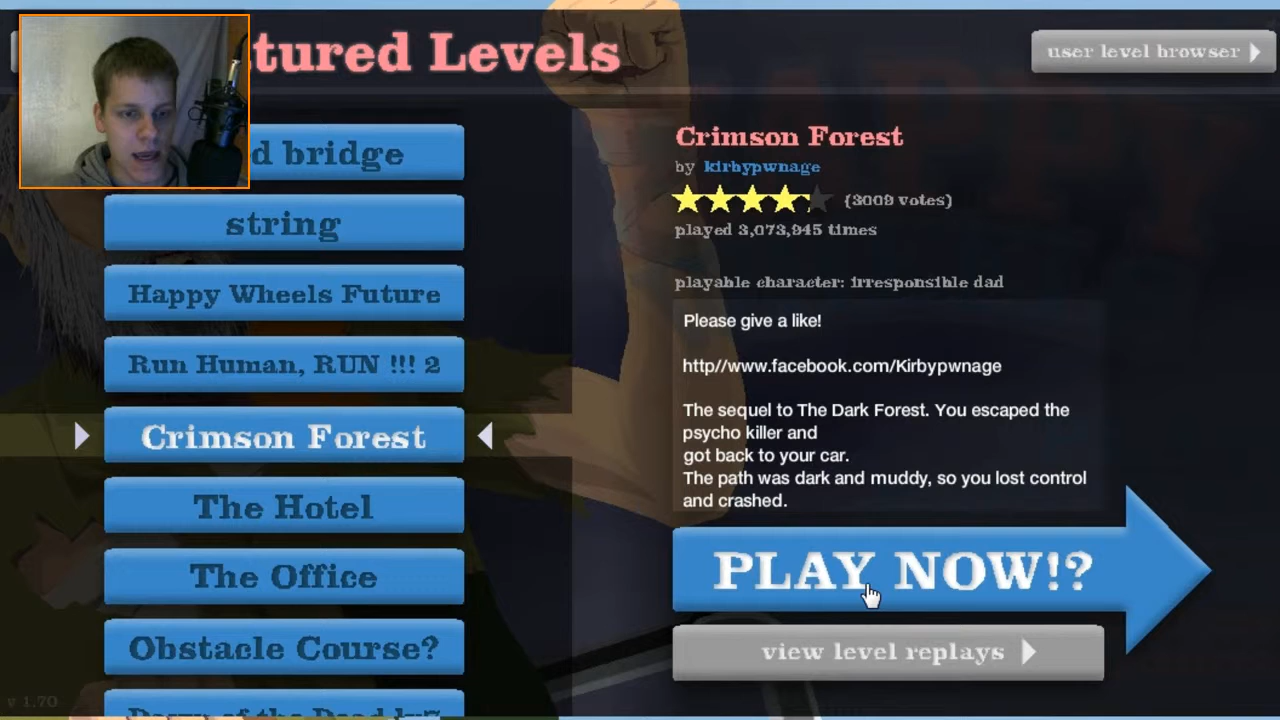 tured Levels
user level browser
d bridge
string
Happy Wheels Future
Run Human, RUN !!! 2
Crimson Forest
The Hotel
The Office
Obstacle Course?
Crimson Forest
by kirbypwnage
(3009 votes)
played 3,073,945 times
playable character: irresponsible dad
Please give a like!
http//www.facebook.com/Kirbypwnage
The sequel to The Dark Forest. You escaped the
psycho killer and
got back to your car.
The path was dark and muddy, so you lost control
and crashed.
PLAY NOW!?
view level replays
v 1.70